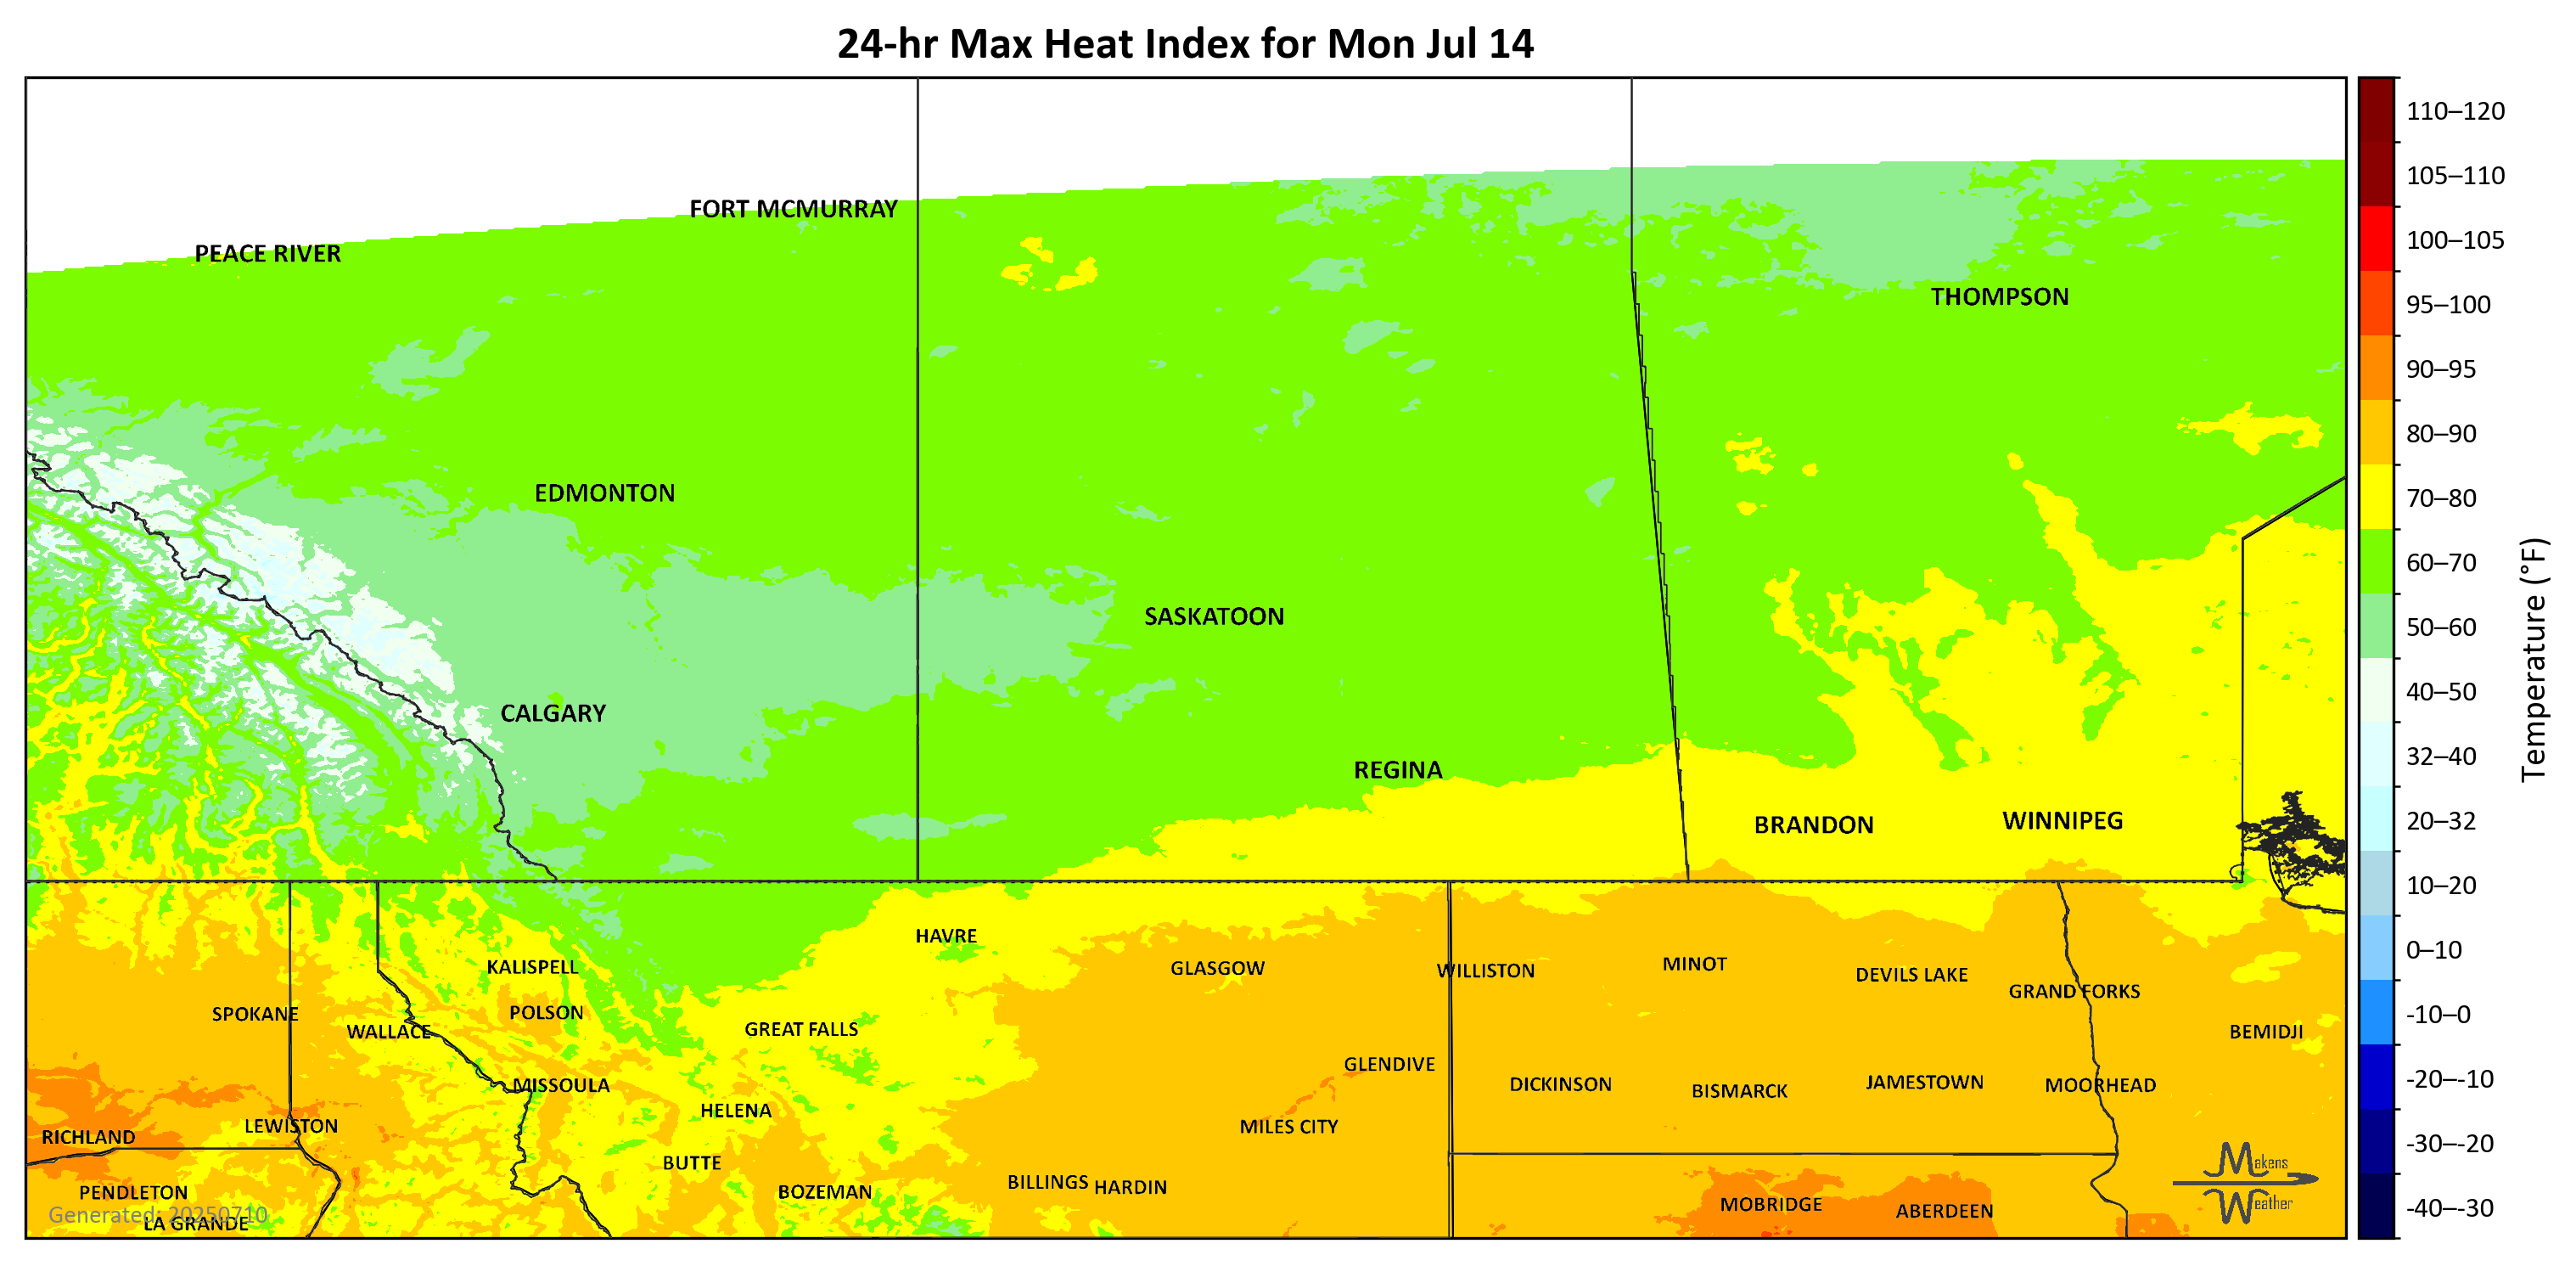 24-hr Max Heat Index for Mon Jul 14
110–120
105–110
100–105
95–100
90–95
80–90
70–80
60–70
50–60
40–50
32–40
20–32
10–20
0–10
-10–0
-20–-10
-30–-20
-40–-30
Temperature (°F)
FORT MCMURRAY
PEACE RIVER
THOMPSON
EDMONTON
SASKATOON
CALGARY
REGINA
BRANDON
WINNIPEG
HAVRE
KALISPELL
GLASGOW
WILLISTON
MINOT
DEVILS LAKE
GRAND FORKS
SPOKANE
POLSON
WALLACE
GREAT FALLS
BEMIDJI
GLENDIVE
MISSOULA
DICKINSON
BISMARCK
JAMESTOWN
MOORHEAD
HELENA
LEWISTON
MILES CITY
RICHLAND
BUTTE
PENDLETON
BOZEMAN
BILLINGS
HARDIN
MOBRIDGE
ABERDEEN
Generated: 20250710
LA GRANDE
Makens
Weather